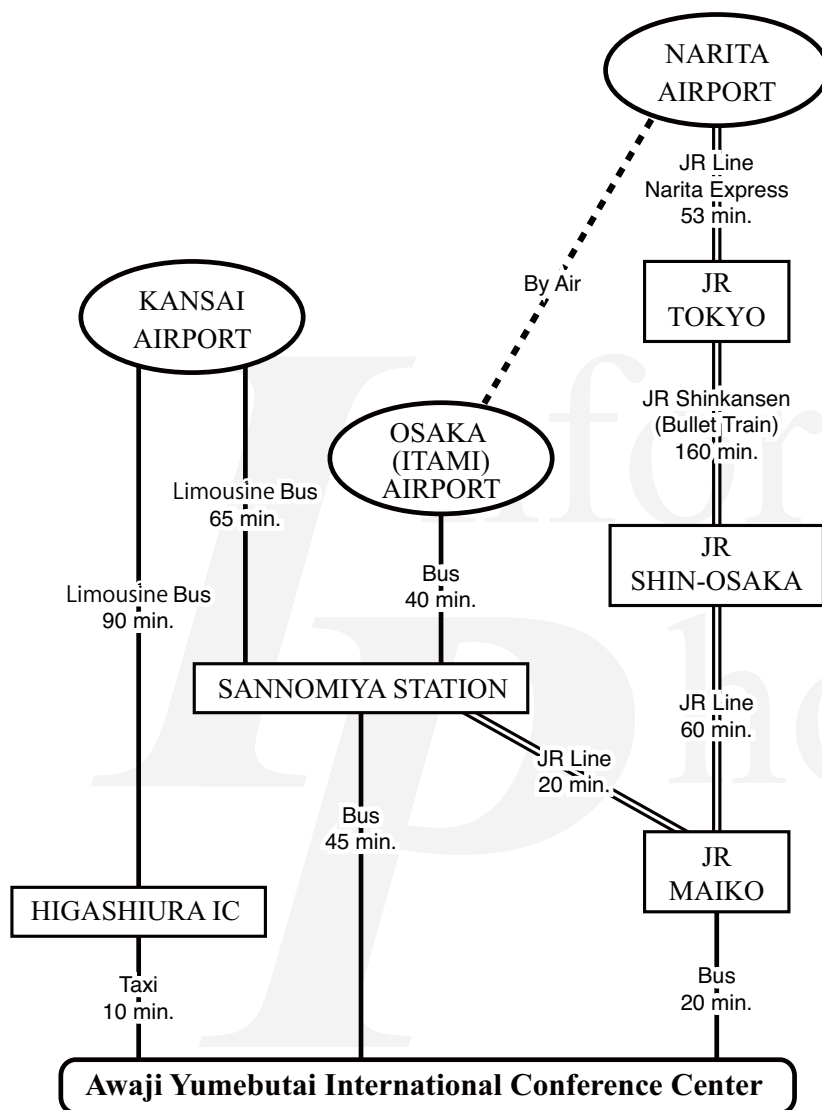 NARITA
AIRPORT
JR Line
Narita Express
53 min.
JR
TOKYO
KANSAI
AIRPORT
By Air
JR Shinkansen
(Bullet Train)
160 min.
OSAKA
(ITAMI)
AIRPORT
Limousine Bus
65 min.
JR
SHIN-OSAKA
Bus
40 min.
Limousine Bus
90 min.
SANNOMIYA STATION
JR Line
60 min.
JR Line
20 min.
Bus
45 min.
JR
MAIKO
HIGASHIURA IC
Taxi
10 min.
Bus
20 min.
Awaji Yumebutai International Conference Center